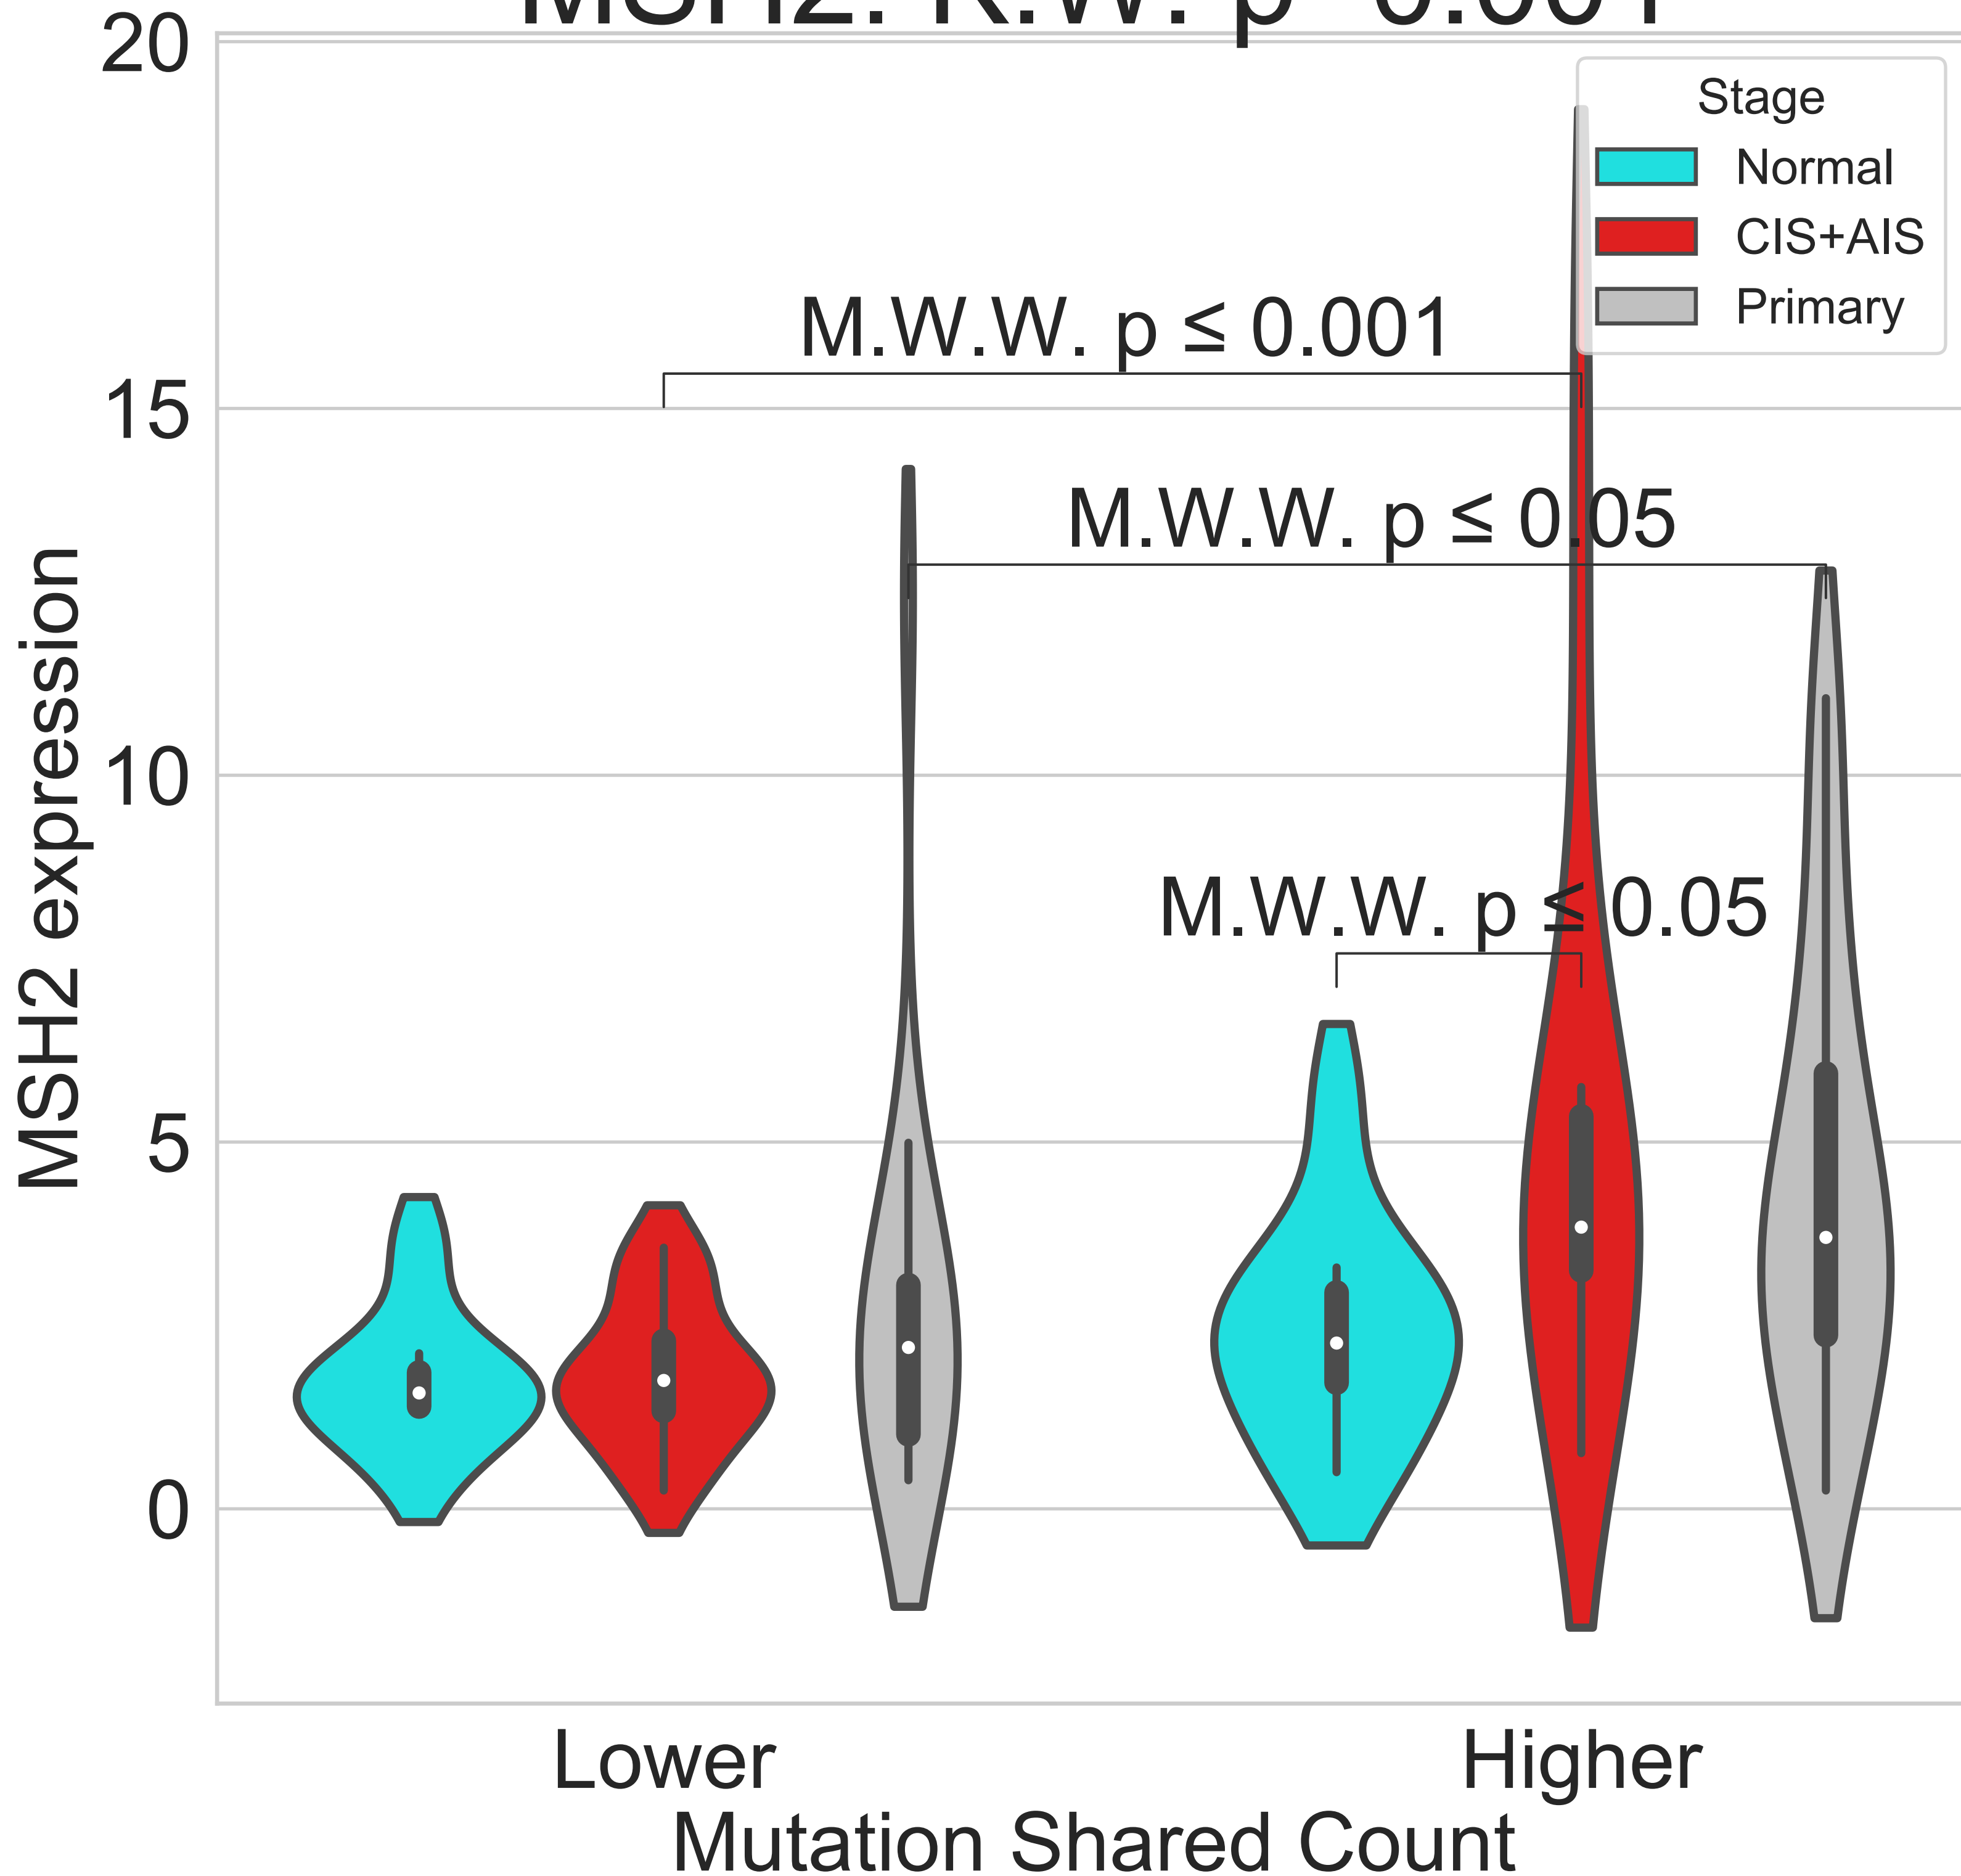 20
Stage
Normal
CIS+AIS
Primary
M.W.W. p ≤ 0.001
15
M.W.W. p ≤ 0.05
10
M.W.W. p ≤ 0.05
5
0
MSH2 expression
Lower
Higher
Mutation Shared Count